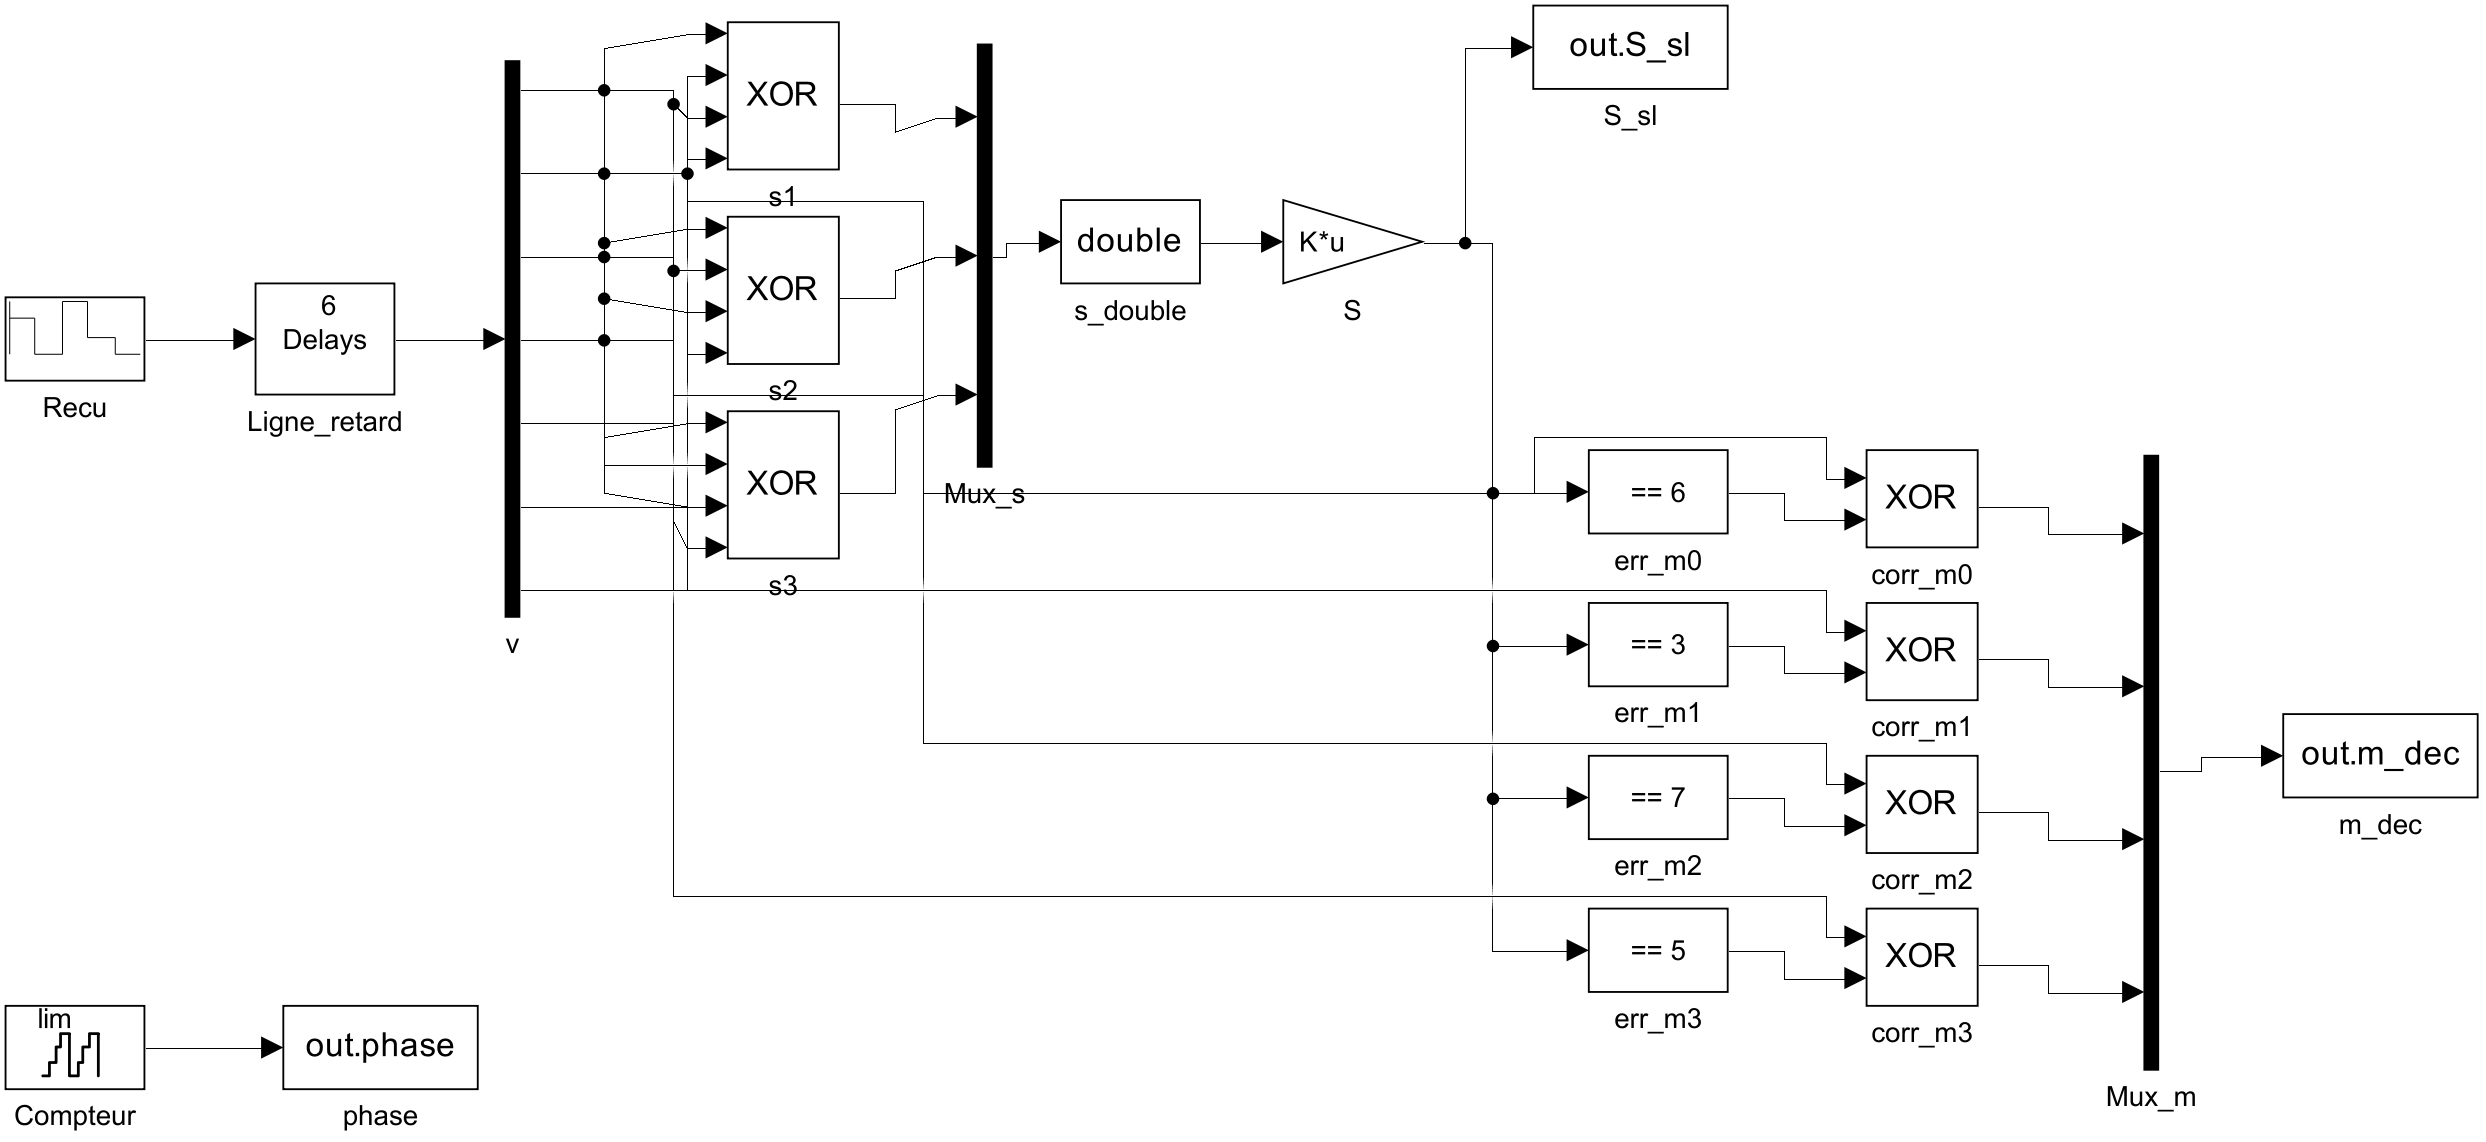 out.S_sl
S_sl
XOR
s1
XOR
s2
XOR
s3
Mux_s
double
s_double
K*u
S
Recu
6
Delays
Ligne_retard
v
== 6
err_m0
XOR
corr_m0
== 3
err_m1
XOR
corr_m1
== 7
err_m2
XOR
corr_m2
== 5
err_m3
XOR
corr_m3
Mux_m
out.m_dec
m_dec
lim
Compteur
out.phase
phase